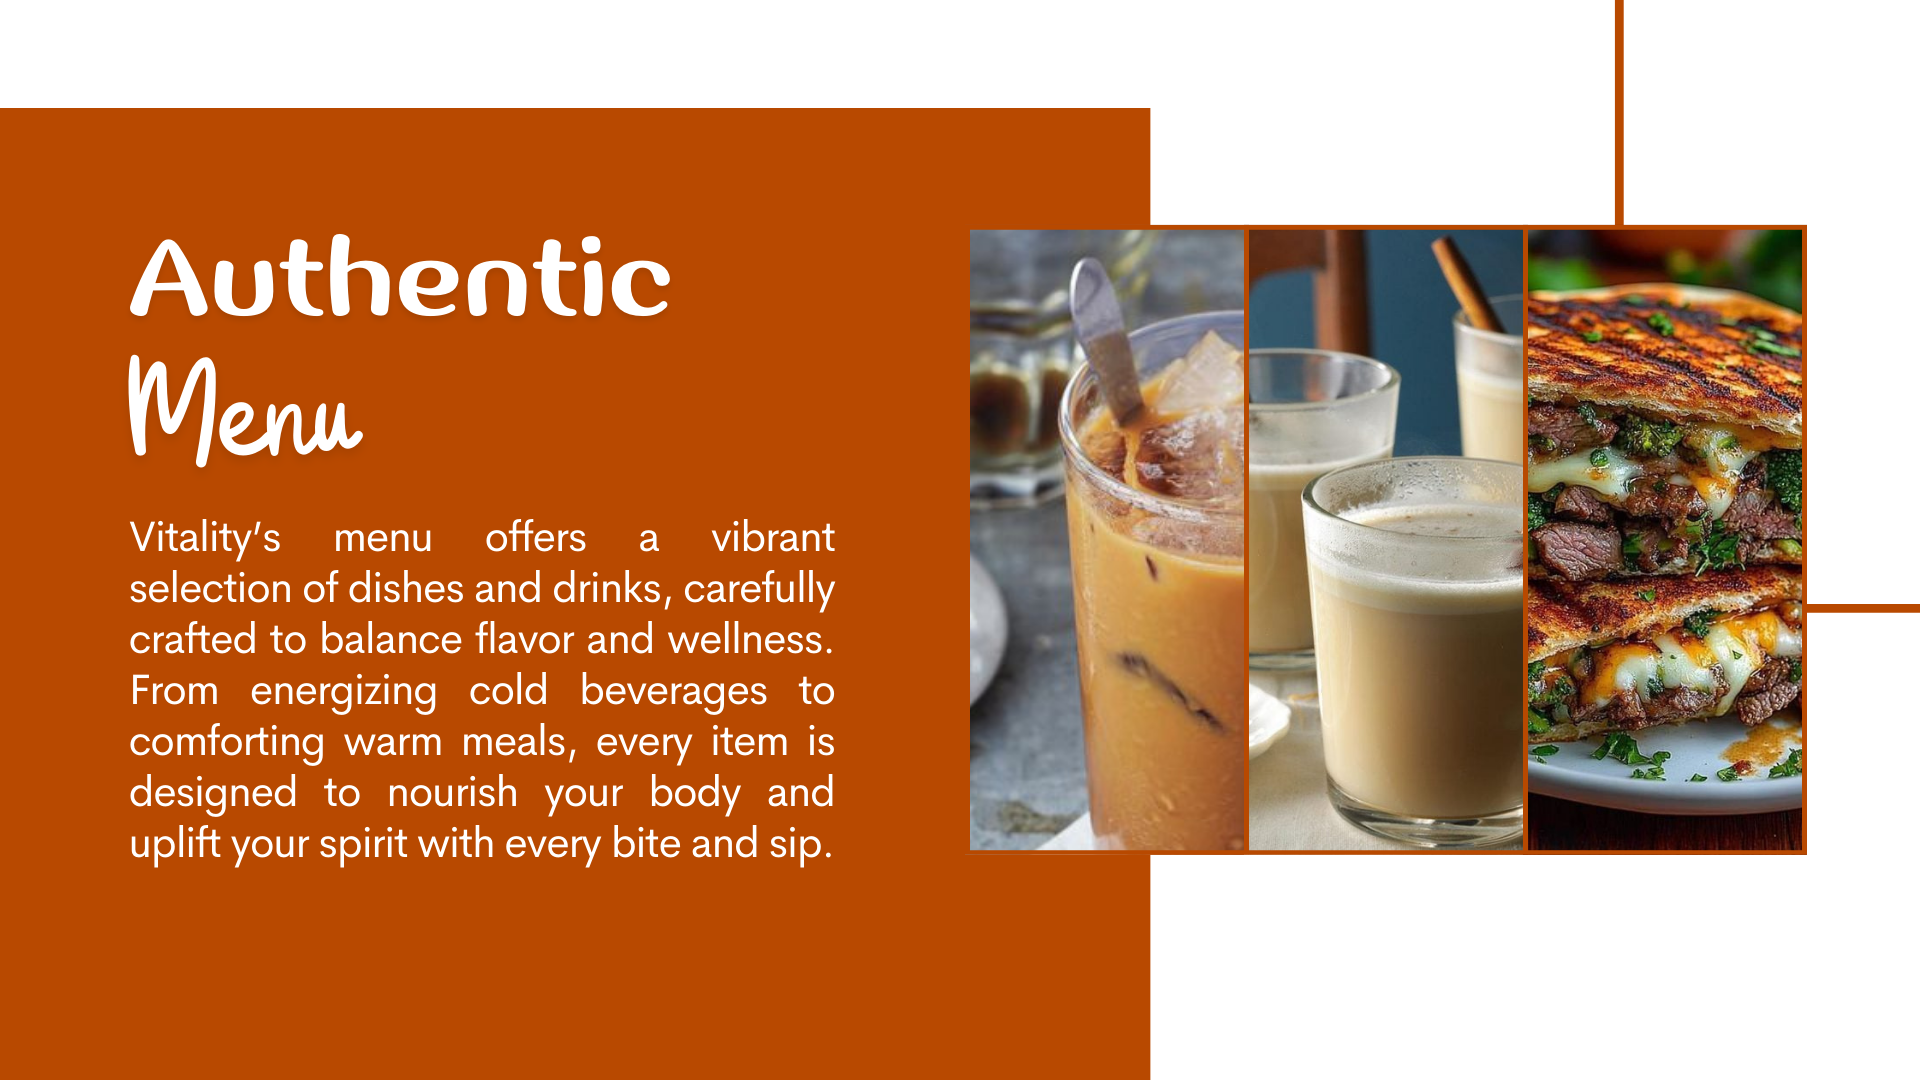 Authentic
Menu
Vitality’s menu offers a vibrant
selection of dishes and drinks, carefully
crafted to balance flavor and wellness.
From energizing cold beverages to
comforting warm meals, every item is
designed to nourish your body and
uplift your spirit with every bite and sip.